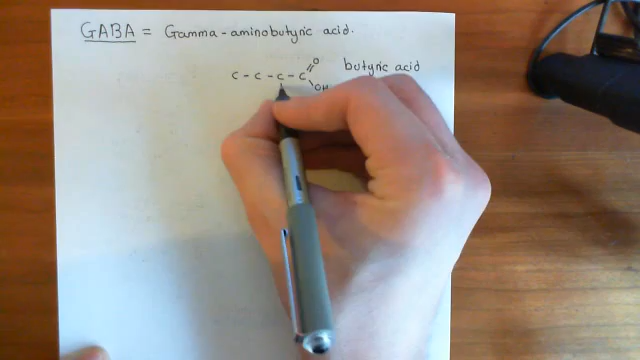 GABA = Gamma-aminobutyric acid.
O
C - C - C - C butyric acid
OH